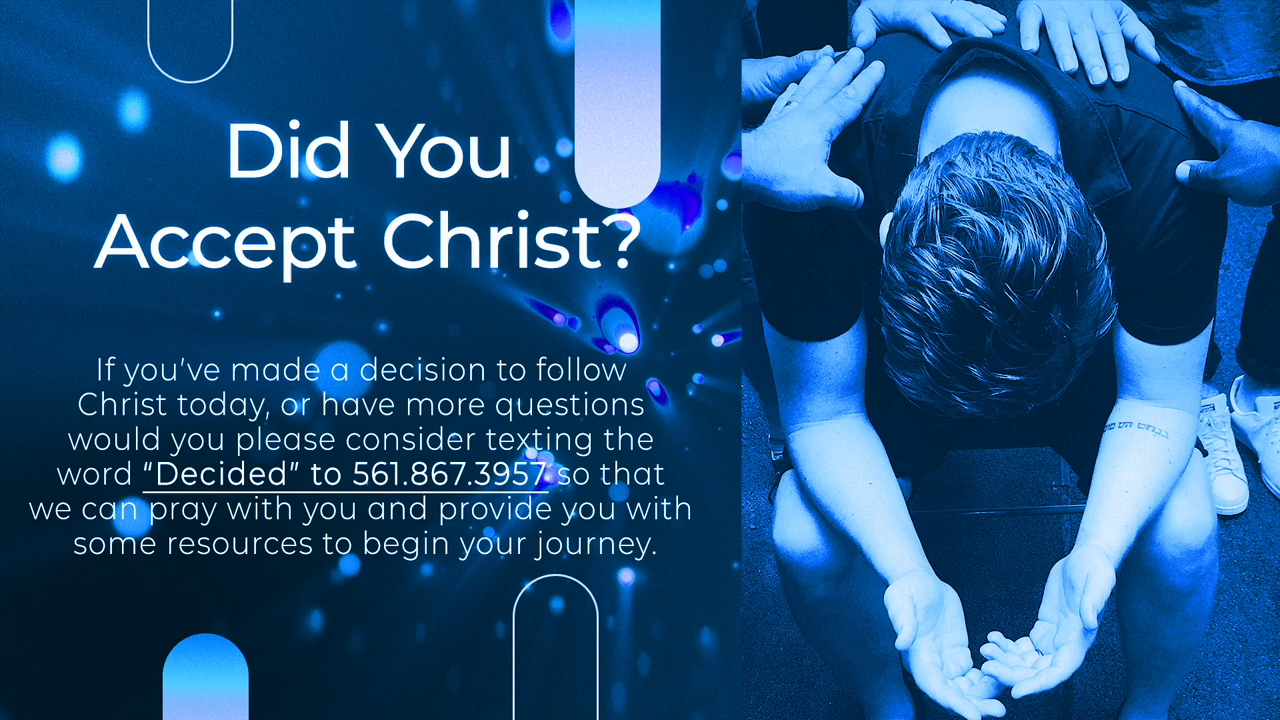 Did You
Accept Christ?
If you’ve made a decision to follow
Christ today, or have more questions
would you please consider texting the
word “Decided” to 561.867.3957 so that
we can pray with you and provide you with
some resources to begin your journey.